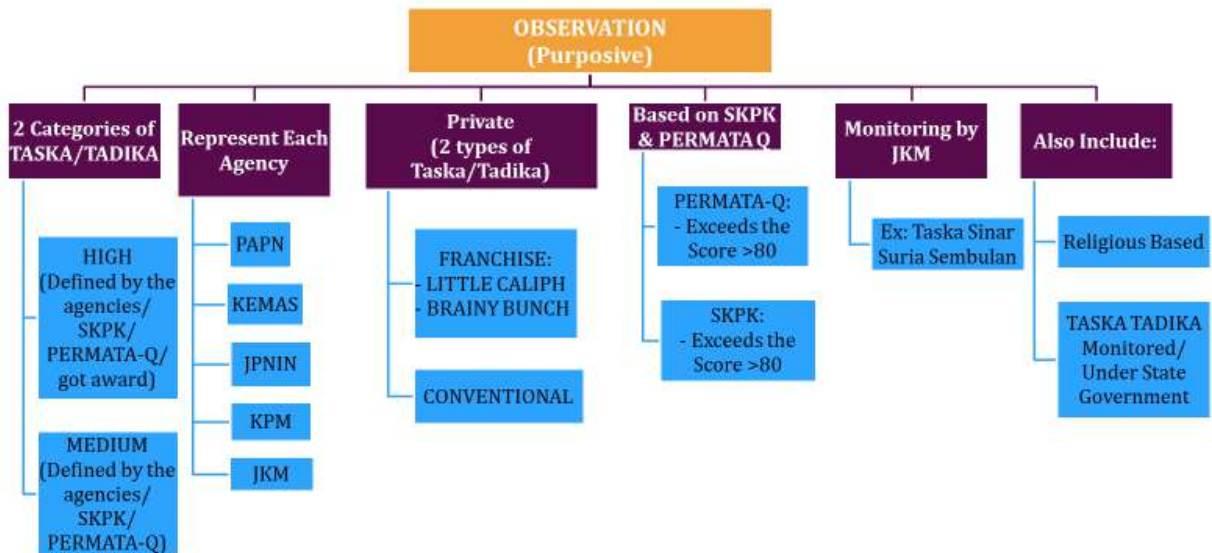 OBSERVATION
(Purposive)
2 Categories of
TASKA/TADIKA
HIGH
(Defined by the
agencies/
SKPK/
PERMATA-Q/
got award)
MEDIUM
(Defined by the
agencies/
SKPK/
PERMATA-Q)
Represent Each
Agency
PAPN
KEMAS
JPNIN
KPM
JKM
Private
(2 types of
Taska/Tadika)
FRANCHISE:
- LITTLE CALIPH
- BRAINY BUNCH
CONVENTIONAL
Based on SKPK
& PERMATA Q
PERMATA-Q:
- Exceeds the
Score >80
SKPK:
- Exceeds the
Score >80
Monitoring by
JKM
Ex: Taska Sinar
Suria Sembulan
Also Include:
Religious Based
TASKA TADIKA
Monitored/
Under State
Government